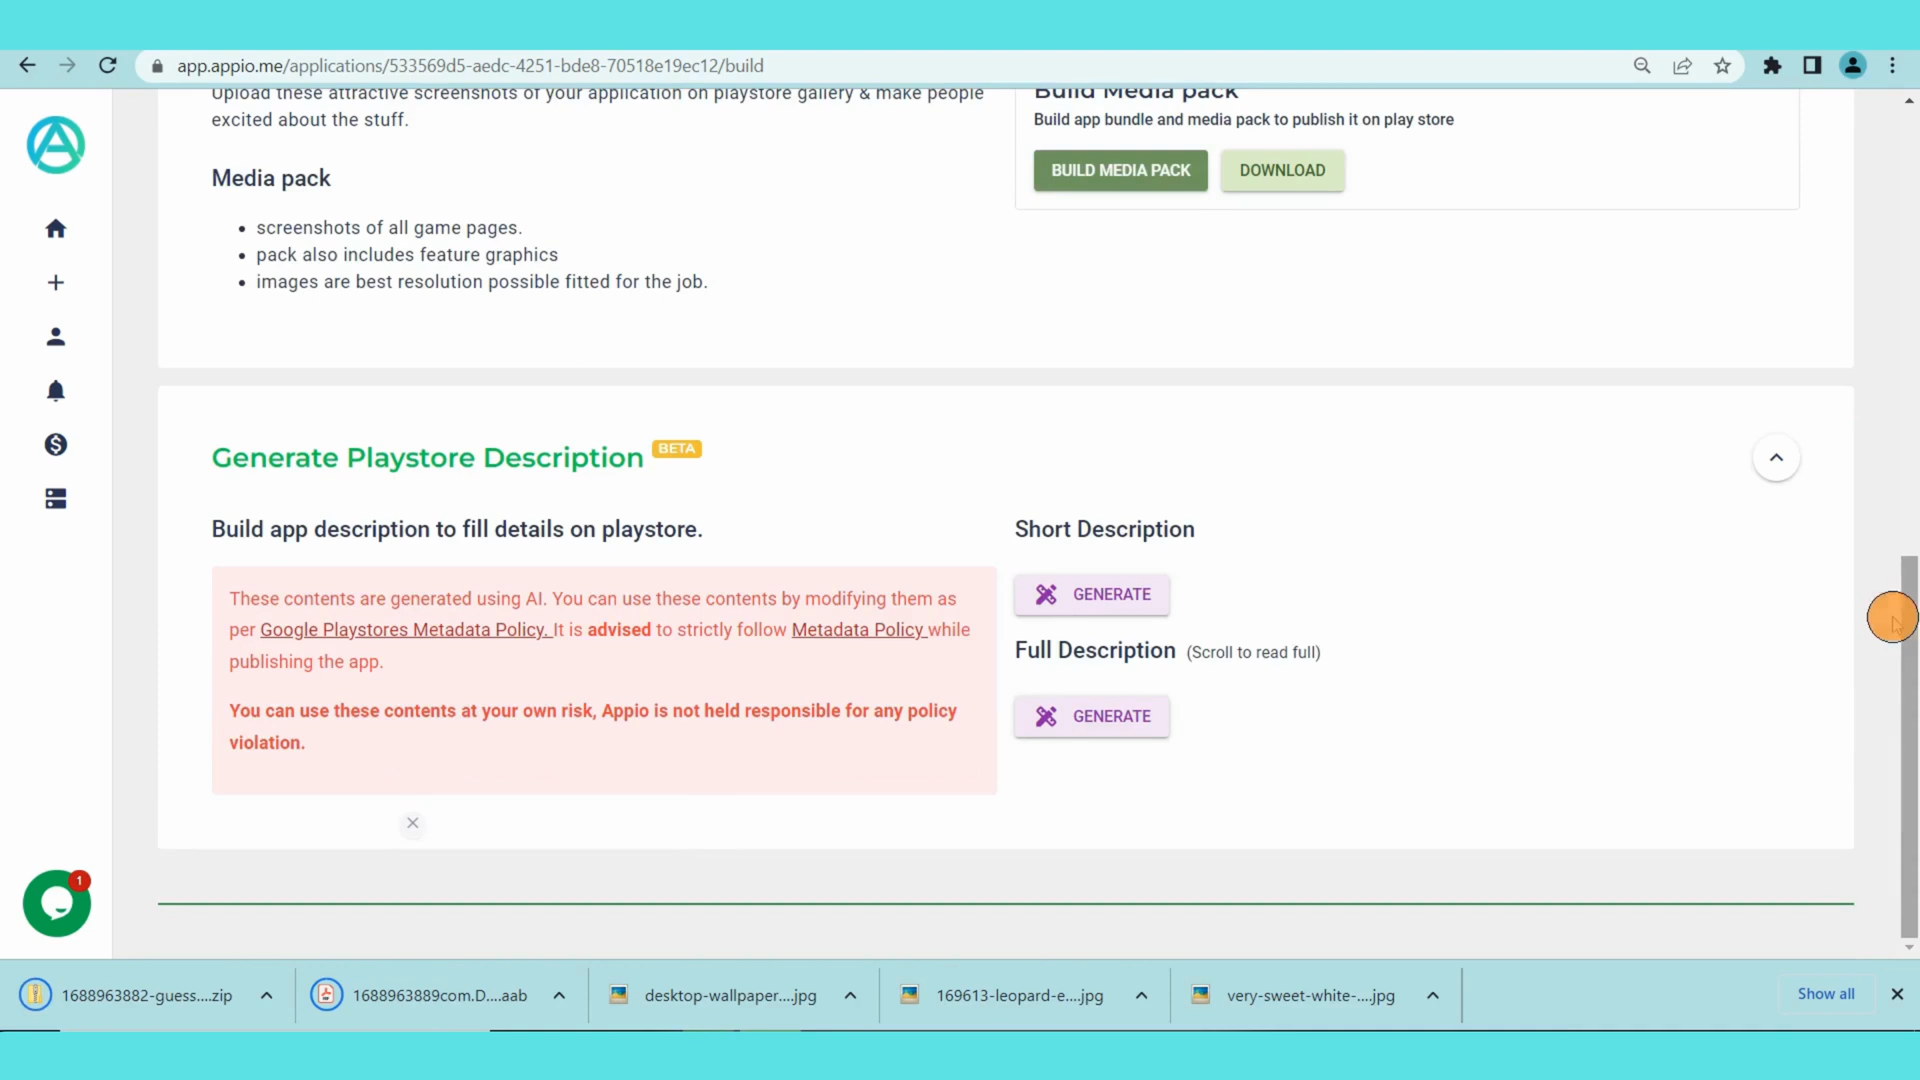 app.appio.me/applications/533569d5-aedc-4251-bde8-70518e19ec12/build
Upload these attractive screenshots of your application on playstore gallery & make people
excited about the stuff.
Media pack
screenshots of all game pages.
pack also includes feature graphics
images are best resolution possible fitted for the job.
Build Media pack
Build app bundle and media pack to publish it on play store
BUILD MEDIA PACK
DOWNLOAD
Generate Playstore Description BETA
Build app description to fill details on playstore.
These contents are generated using AI. You can use these contents by modifying them as
per Google Playstores Metadata Policy. It is advised to strictly follow Metadata Policy while
publishing the app.
You can use these contents at your own risk, Appio is not held responsible for any policy
violation.
Short Description
GENERATE
Full Description (Scroll to read full)
GENERATE
1
1688963882-guess....zip
1688963889com.D....aab
desktop-wallpaper....jpg
169613-leopard-e....jpg
very-sweet-white-....jpg
Show all